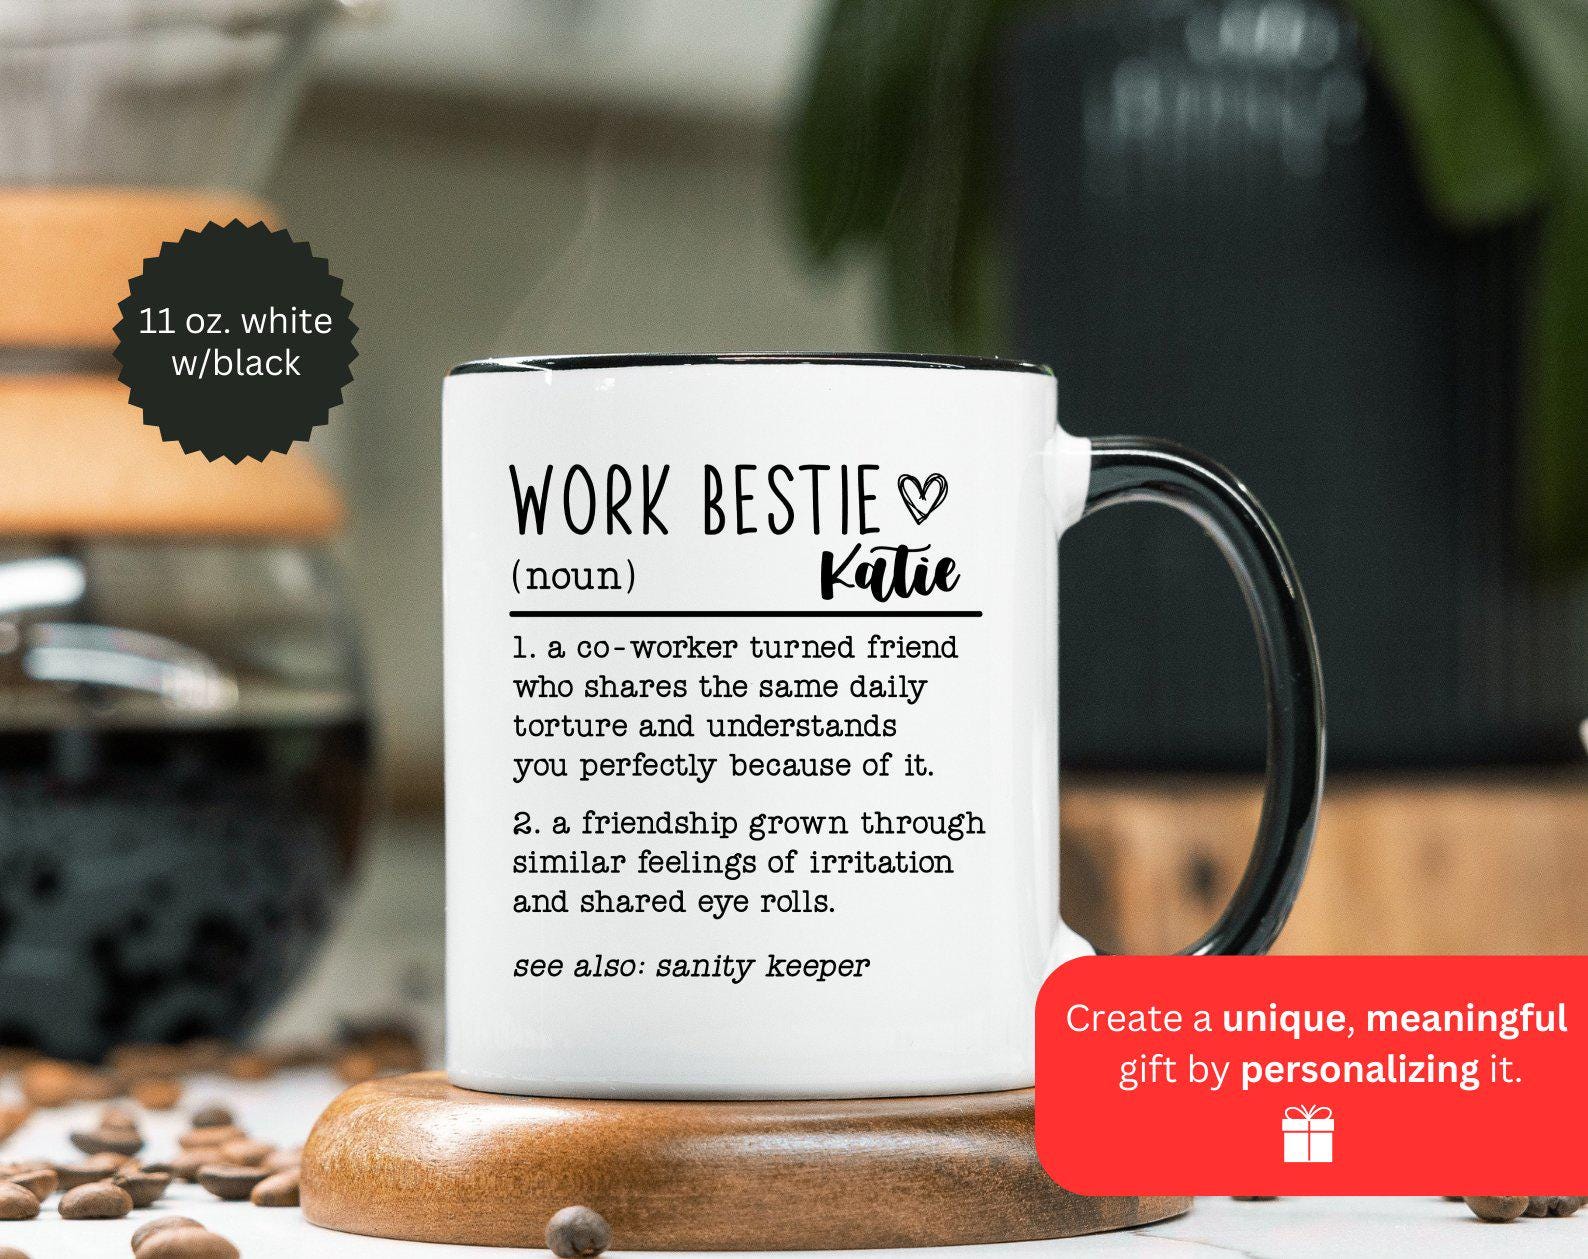 11 oz. white
w/black
WORK BESTIE
(noun)
Katie
1. a co-worker turned friend
who shares the same daily
torture and understands
you perfectly because of it.
2. a friendship grown through
similar feelings of irritation
and shared eye rolls.
see also: sanity keeper
Create a unique, meaningful
gift by personalizing it.